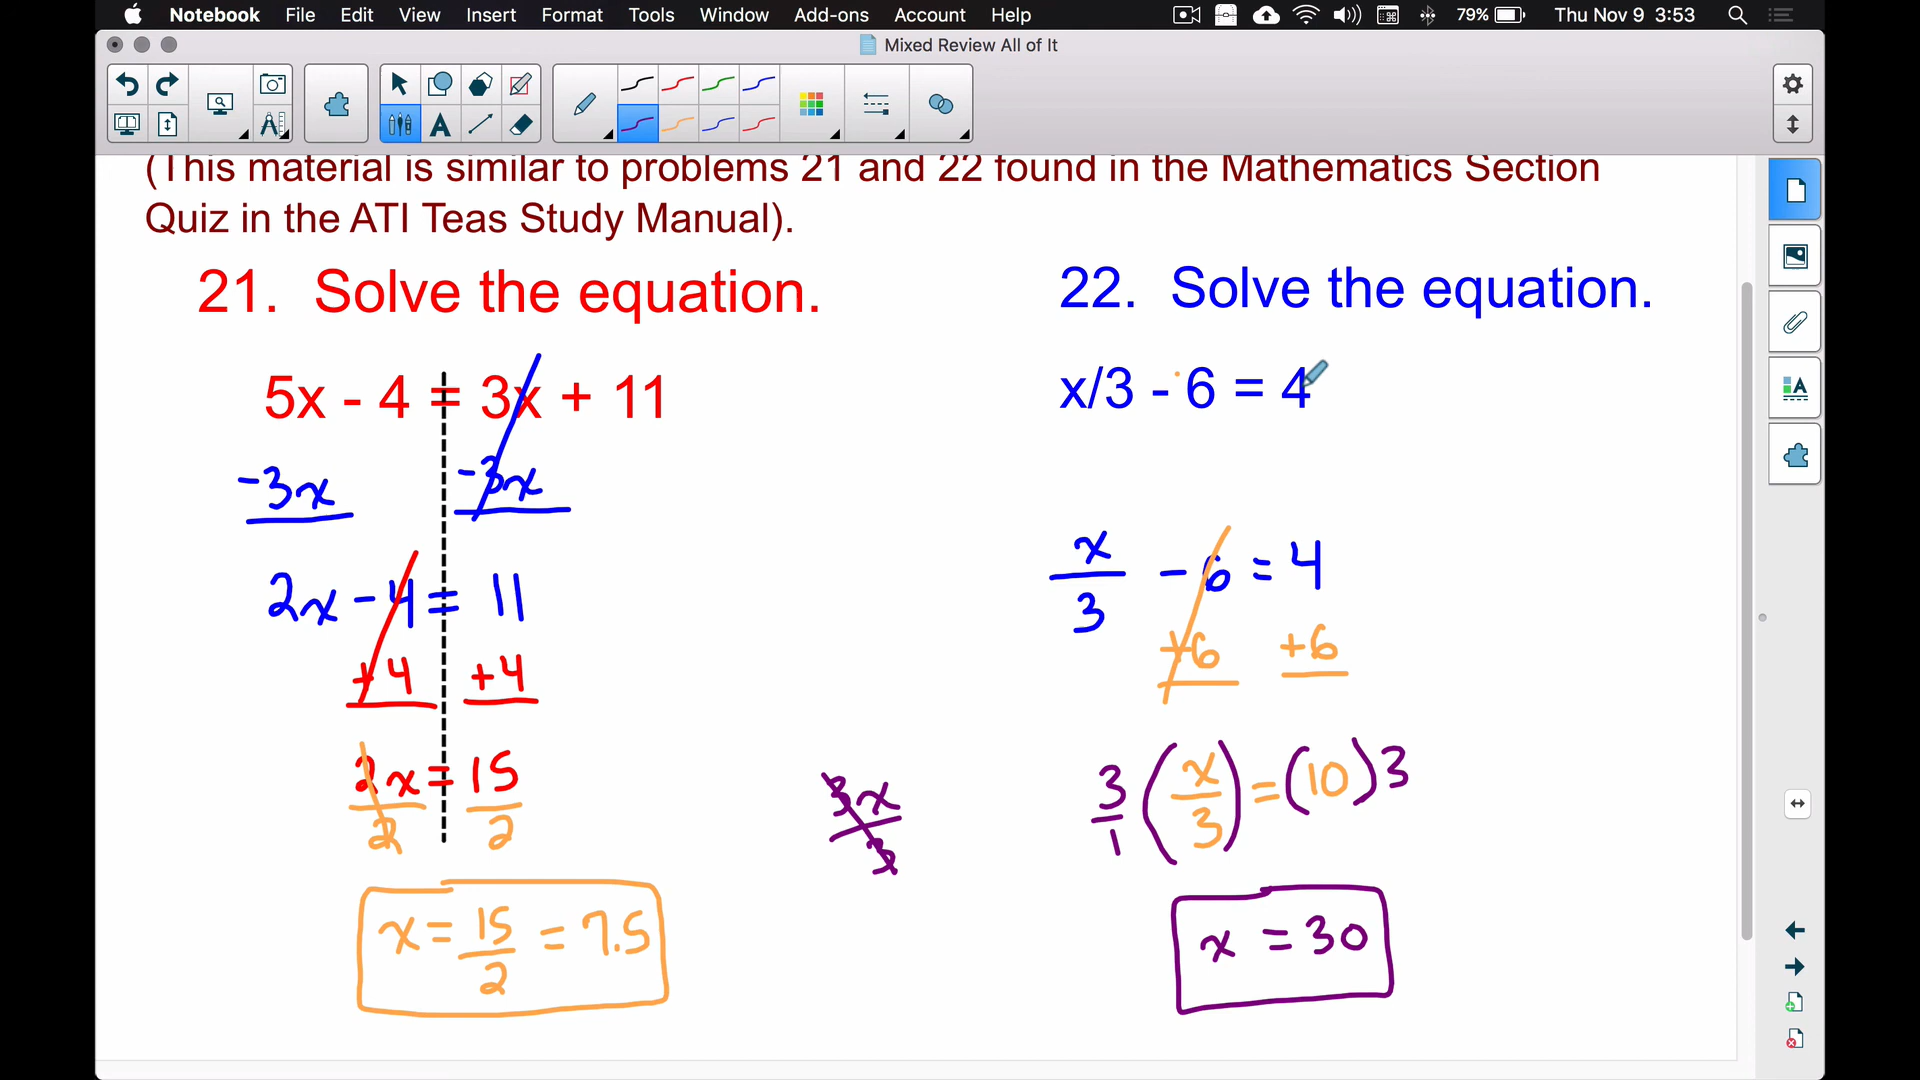 Notebook File Edit View Insert Format Tools Window Add-ons Account Help 79% Thu Nov 9 3:53
Mixed Review All of It
(This material is similar to problems 21 and 22 found in the Mathematics Section
Quiz in the ATI Teas Study Manual).
21. Solve the equation.
5x - 4 = 3x + 11
-3x -3x
2x - 4 = 11
+4 +4
2x = 15
2 2
x = 15/2 = 7.5
3x
3
22. Solve the equation.
x/3 - 6 = 4
x/3 - 6 = 4
+6 +6
3/1 (x/3) = (10)3
x = 30